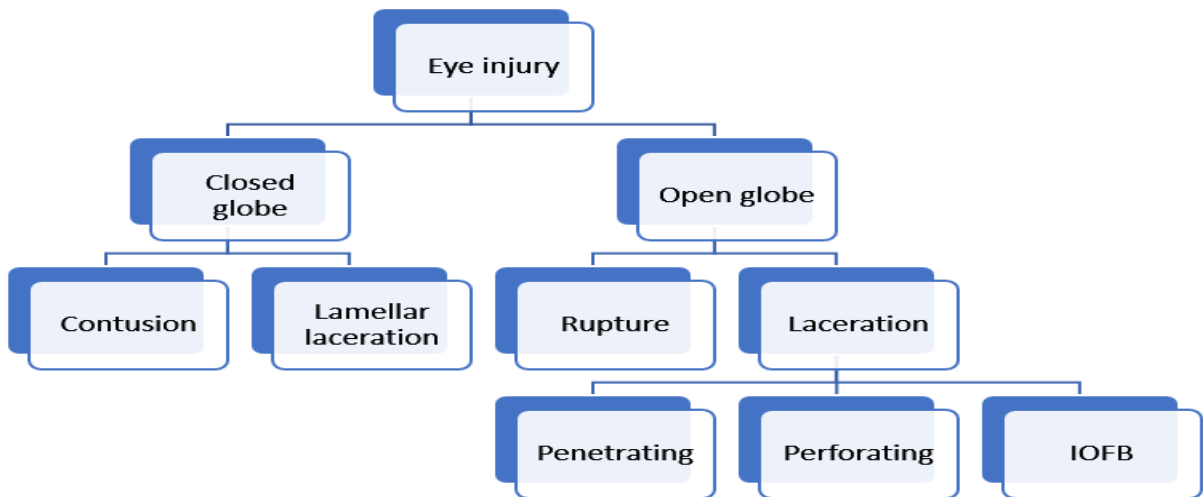 Eye injury
Closed
globe
Open globe
Contusion
Lamellar
laceration
Rupture
Laceration
Penetrating
Perforating
IOFB